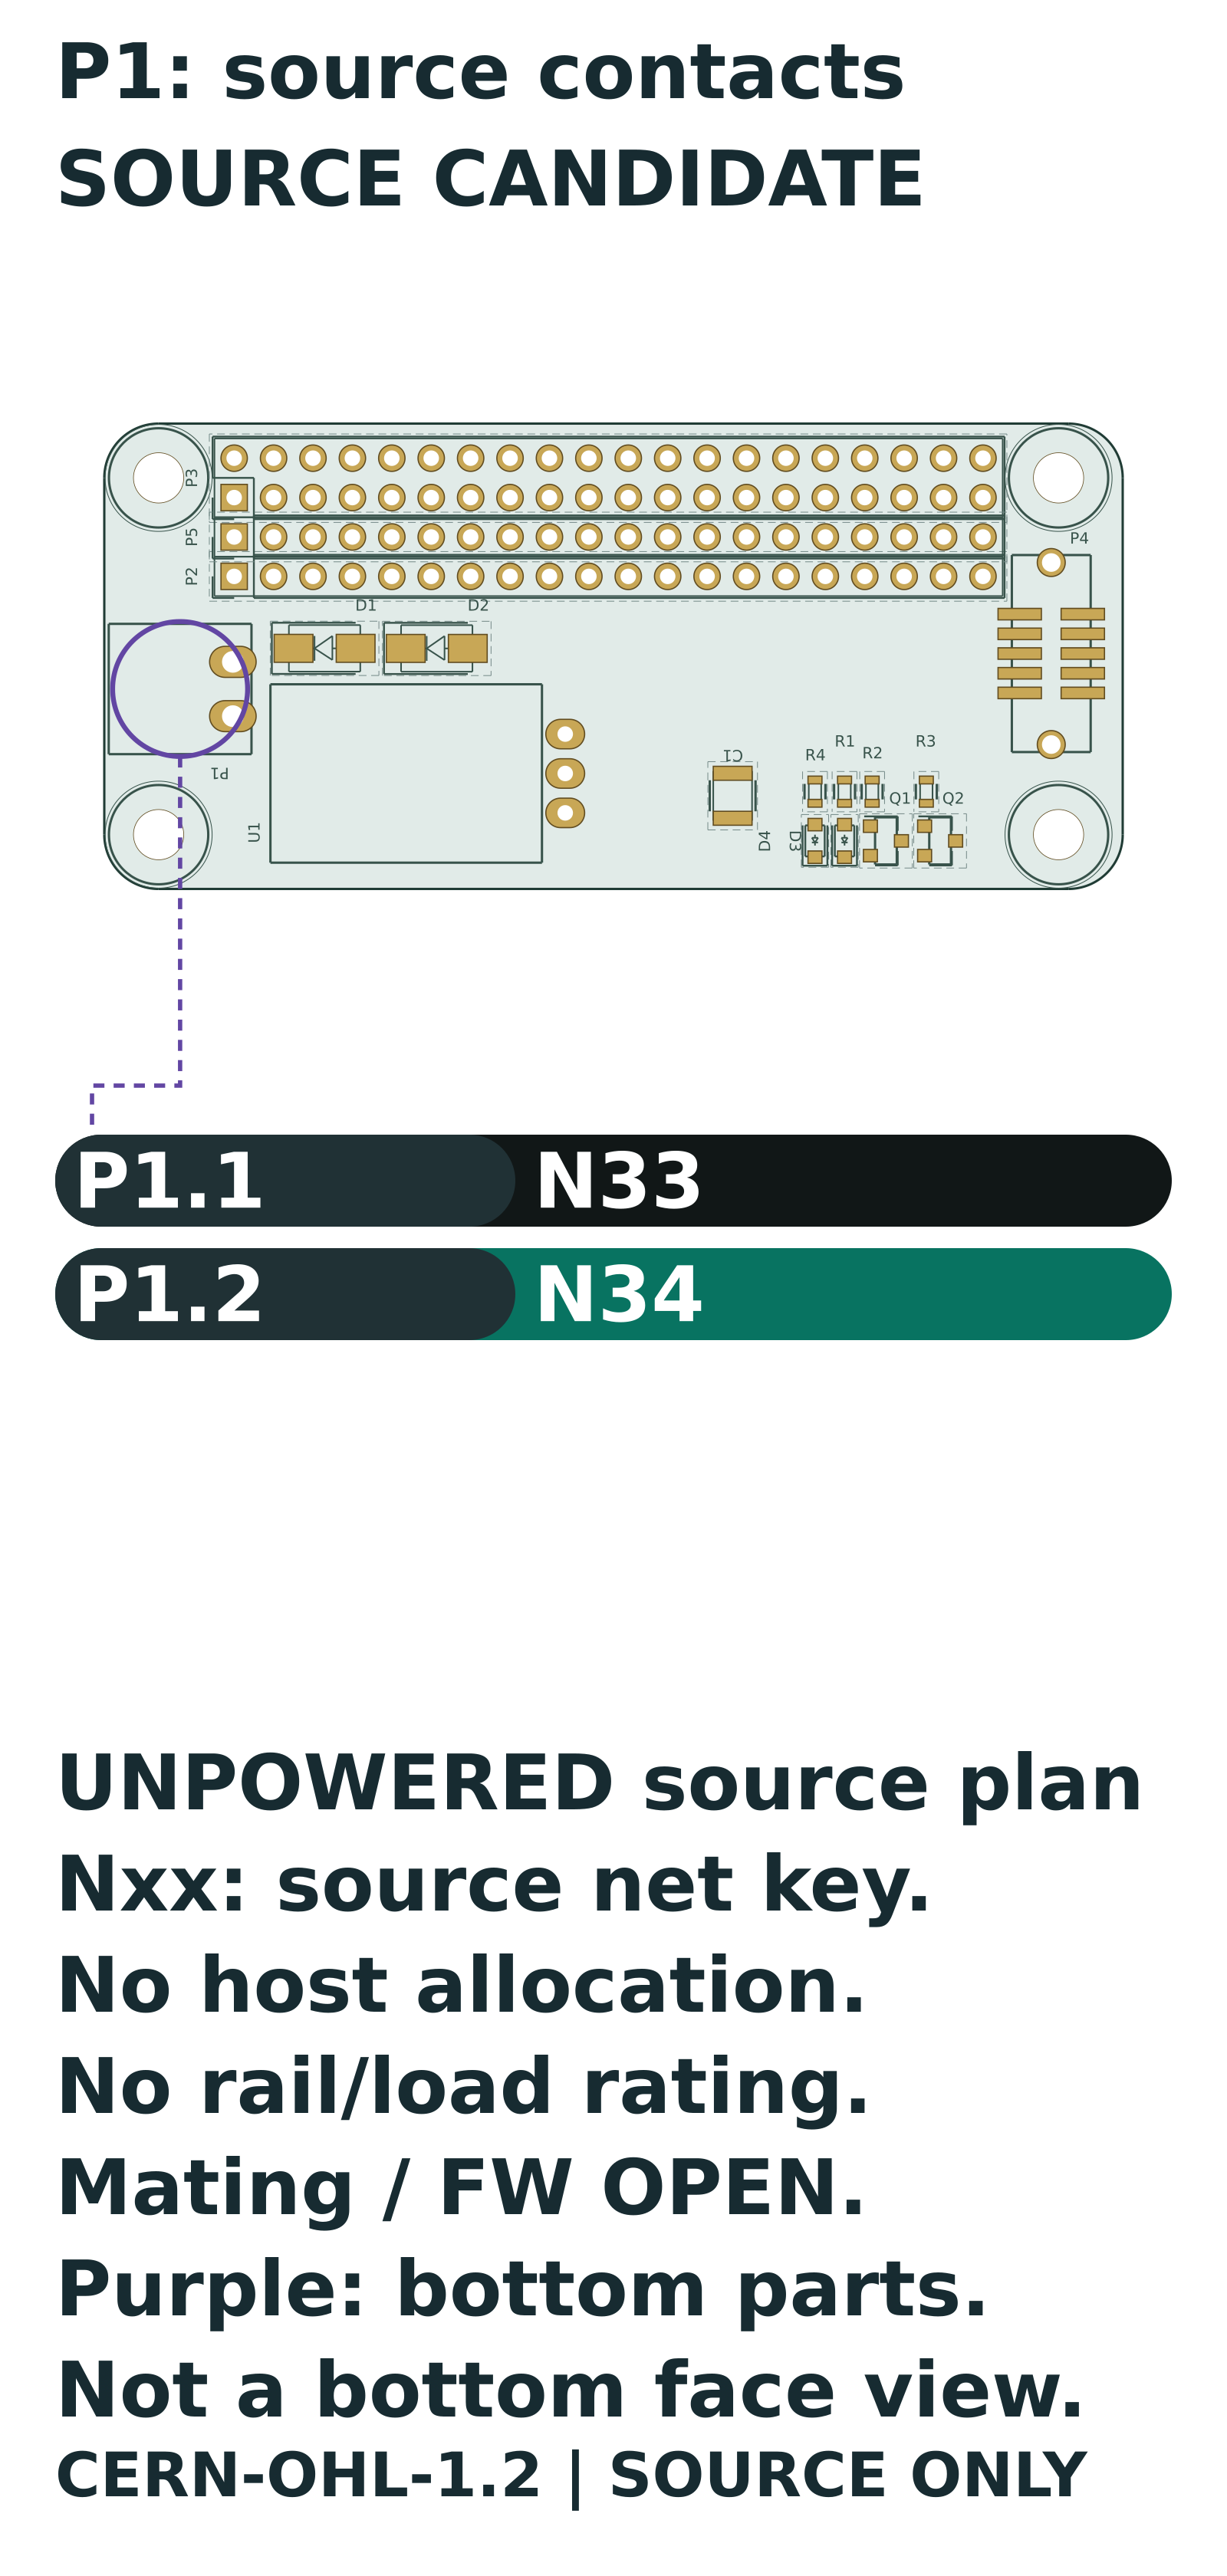 P1: source contacts
SOURCE CANDIDATE
P3
P5
P2
P4
D1 D2
P1
U1
C1
R4 R1 R2 R3
Q1 Q2
D4 D3
P1.1 N33
P1.2 N34
UNPOWERED source plan
Nxx: source net key.
No host allocation.
No rail/load rating.
Mating / FW OPEN.
Purple: bottom parts.
Not a bottom face view.
CERN-OHL-1.2 | SOURCE ONLY